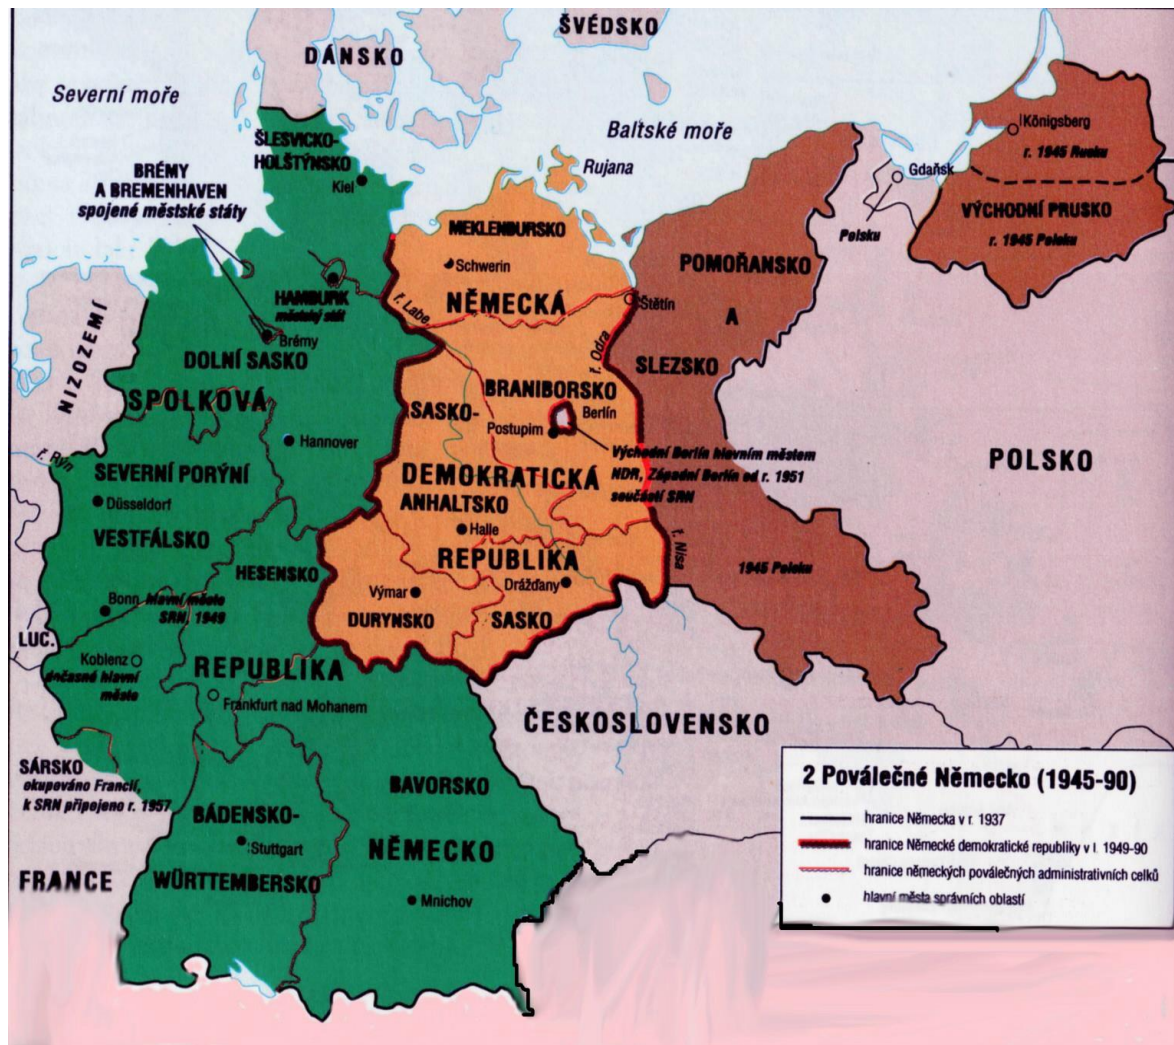 ŠVÉDSKO
DÁNSKO
Severní moře
Baltské moře
Rujana
Königsberg
r. 1945 Rusku
Gdaňsk
VÝCHODNÍ PRUSKO
r. 1945 Polsku
Polsku
ŠLESVICKO-
HOLŠTÝNSKO
Kiel
BRÉMY
A BREMENHAVEN
spojené městské státy
MEKLENBURSKO
Schwerin
NĚMECKÁ
POMOŘANSKO
A
SLEZSKO
Štětín
HAMBURK
městský stát
ř. Labe
ř. Odra
Brémy
DOLNÍ SASKO
NIZOZEMÍ
SPOLKOVÁ
BRANIBORSKO
SASKO-
Berlín
Postupim
Hannover
Východní Berlín hlavním městem
NDR, Západní Berlín od r. 1951
součástí SRN
POLSKO
ř. Rýn
SEVERNÍ PORÝNÍ
Düsseldorf
DEMOKRATICKÁ
ANHALTSKO
Halle
VESTFÁLSKO
REPUBLIKA
ř. Nisa
1945 Polsku
HESENSKO
Výmar
Drážďany
Bonn hlavní město
SRN, 1949
DURYNSKO
SASKO
LUC.
Koblenz
dočasné hlavní
město
REPUBLIKA
Frankfurt nad Mohanem
ČESKOSLOVENSKO
SÁRSKO
okupováno Francií,
k SRN připojeno r. 1957
BAVORSKO
BÁDENSKO-
Stuttgart
NĚMECKO
FRANCE
WÜRTTEMBERSKO
Mnichov
2 Poválečné Německo (1945-90)
hranice Německa v r. 1937
hranice Německé demokratické republiky v l. 1949-90
hranice německých poválečných administrativních celků
hlavní města správních oblastí